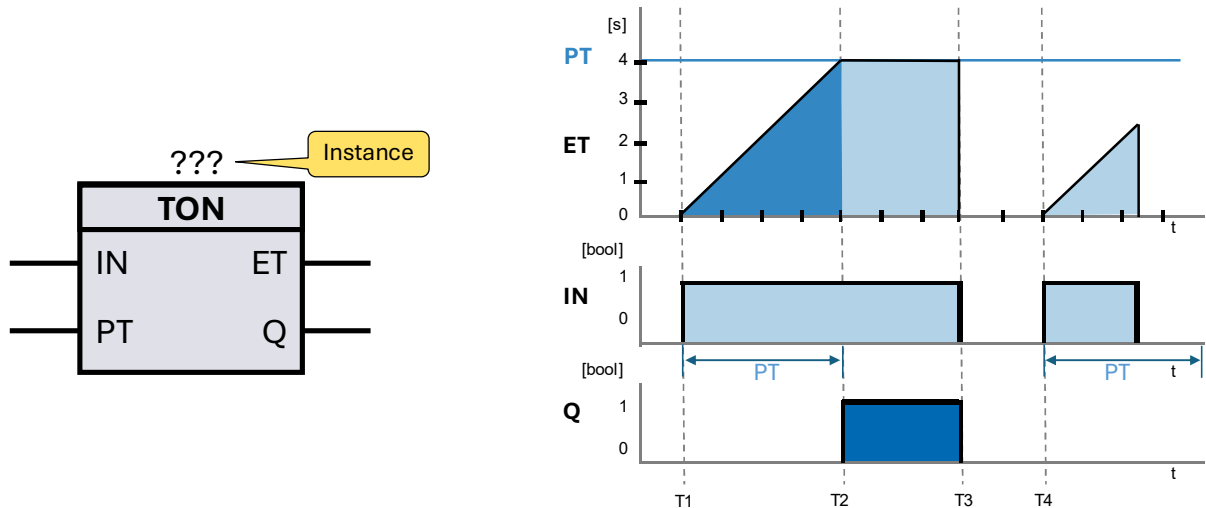 ???
Instance
TON
IN ET
PT Q
[s]
PT
4
3
ET
2
1
0
t
[bool]
1
IN
0
PT
PT
t
[bool]
1
Q
0
t
T1 T2 T3 T4